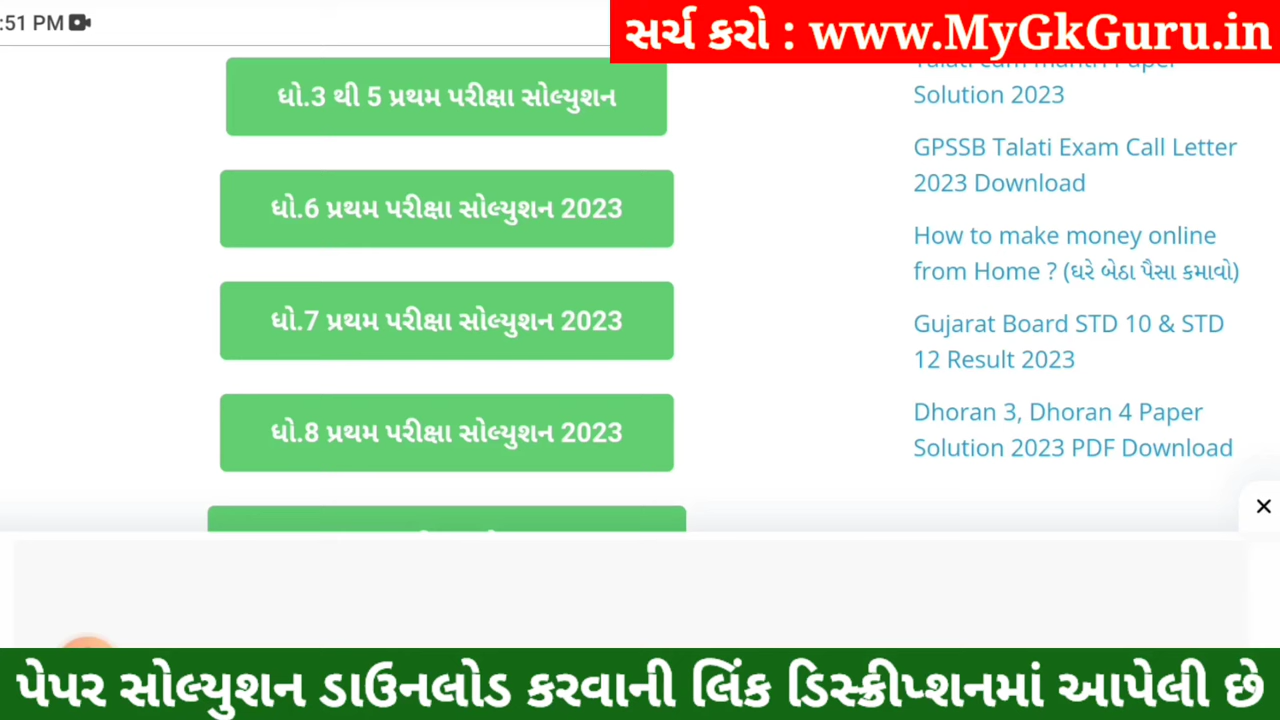 :51 PM
સર્ચ કરો : www.MyGkGuru.in
ધો.3 થી 5 પ્રથમ પરીક્ષા સોલ્યુશન
ધો.6 પ્રથમ પરીક્ષા સોલ્યુશન 2023
ધો.7 પ્રથમ પરીક્ષા સોલ્યુશન 2023
ધો.8 પ્રથમ પરીક્ષા સોલ્યુશન 2023
Solution 2023
GPSSB Talati Exam Call Letter
2023 Download
How to make money online
from Home ? (ઘરે બેઠા પૈસા કમાવો)
Gujarat Board STD 10 & STD
12 Result 2023
Dhoran 3, Dhoran 4 Paper
Solution 2023 PDF Download
પેપર સોલ્યુશન ડાઉનલોડ કરવાની લિંક ડિસ્ક્રીપ્શનમાં આપેલી છે